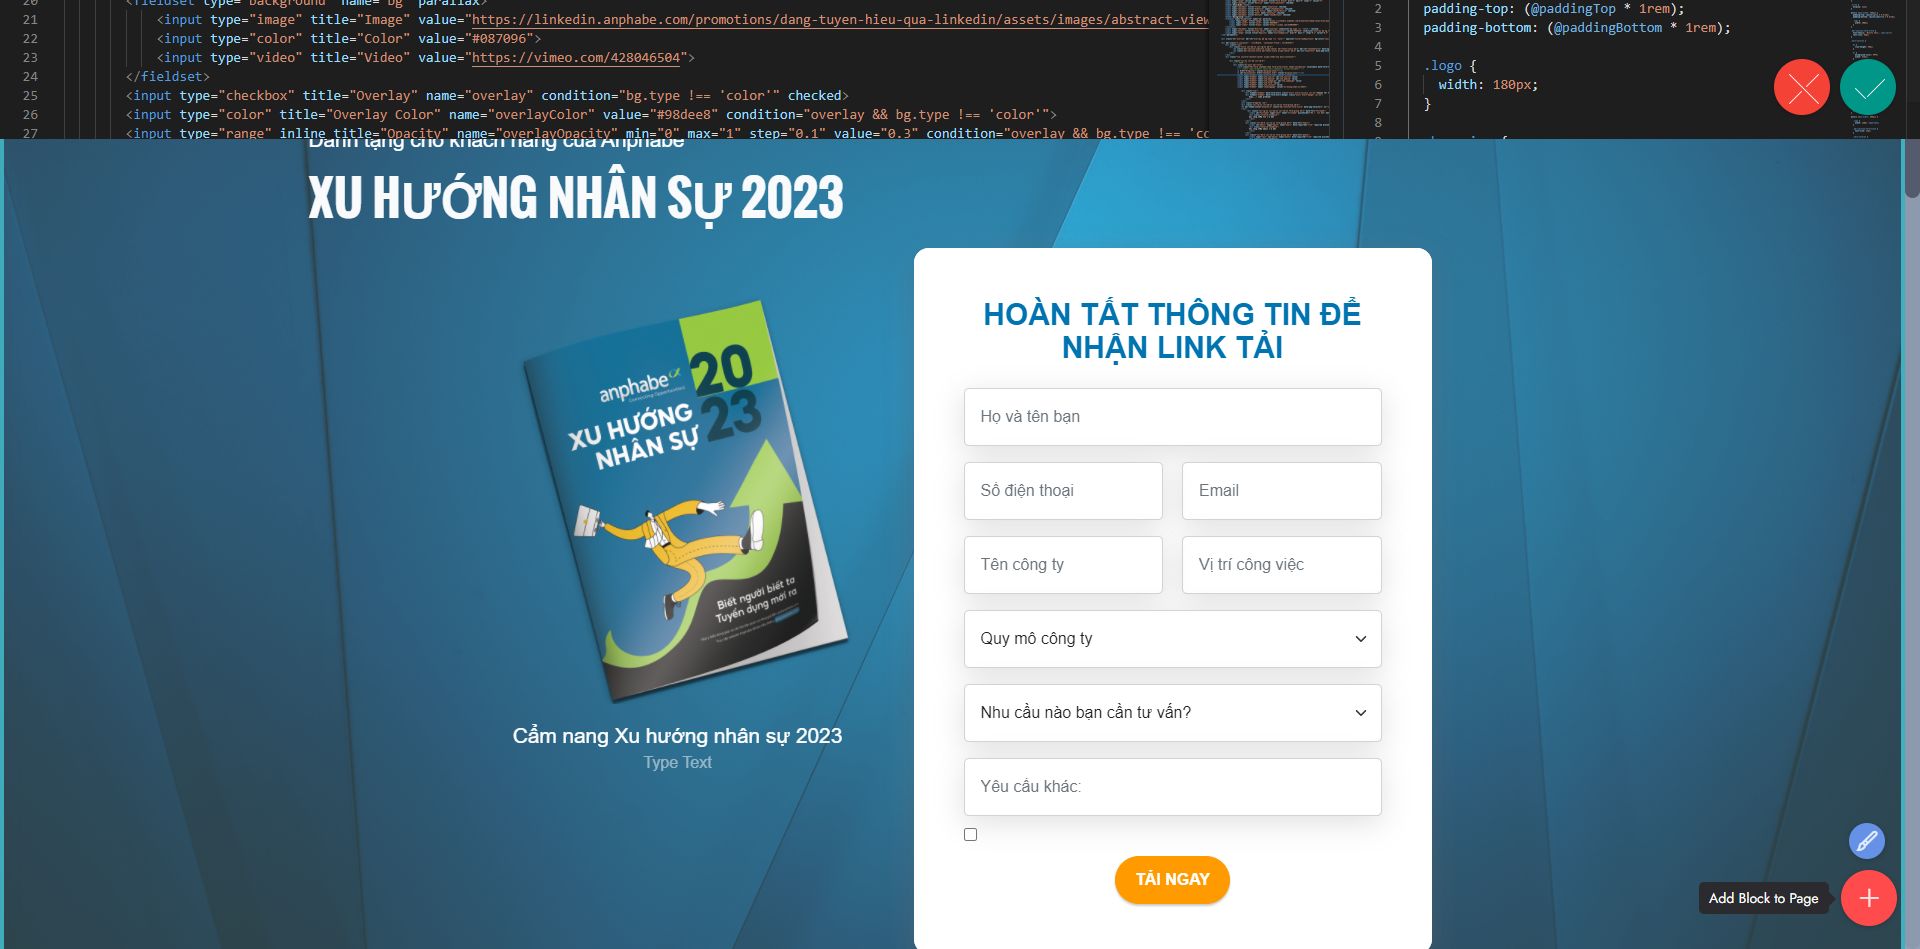 20 <fieldset type="background" name="bg" parallax>
21 <input type="image" title="Image" value="https://linkedin.anphabe.com/promotions/dang-tuyen-hieu-qua-linkedin/assets/images/abstract-view
22 <input type="color" title="Color" value="#087096">
23 <input type="video" title="Video" value="https://vimeo.com/428046504">
24 </fieldset>
25 <input type="checkbox" title="Overlay" name="overlay" condition="bg.type !== 'color'" checked>
26 <input type="color" title="Overlay Color" name="overlayColor" value="#98dee8" condition="overlay && bg.type !== 'color'">
27 <input type="range" inline title="Opacity" name="overlayOpacity" min="0" max="1" step="0.1" value="0.3" condition="overlay && bg.type !== 'co
2 padding-top: (@paddingTop * 1rem);
3 padding-bottom: (@paddingBottom * 1rem);
4
5 .logo {
6 width: 180px;
7 }
8
Dành tặng cho khách hàng của Anphabe
XU HƯỚNG NHÂN SỰ 2023
anphabe
Connecting Opportunities
20
23
XU HƯỚNG
NHÂN SỰ
Biết người biết ta
Tuyển dụng mới ra
Cẩm nang Xu hướng nhân sự 2023
Type Text
HOÀN TẤT THÔNG TIN ĐỂ
NHẬN LINK TẢI
Họ và tên bạn
Số điện thoại
Email
Tên công ty
Vị trí công việc
Quy mô công ty
Nhu cầu nào bạn cần tư vấn?
Yêu cầu khác:
TẢI NGAY
Add Block to Page